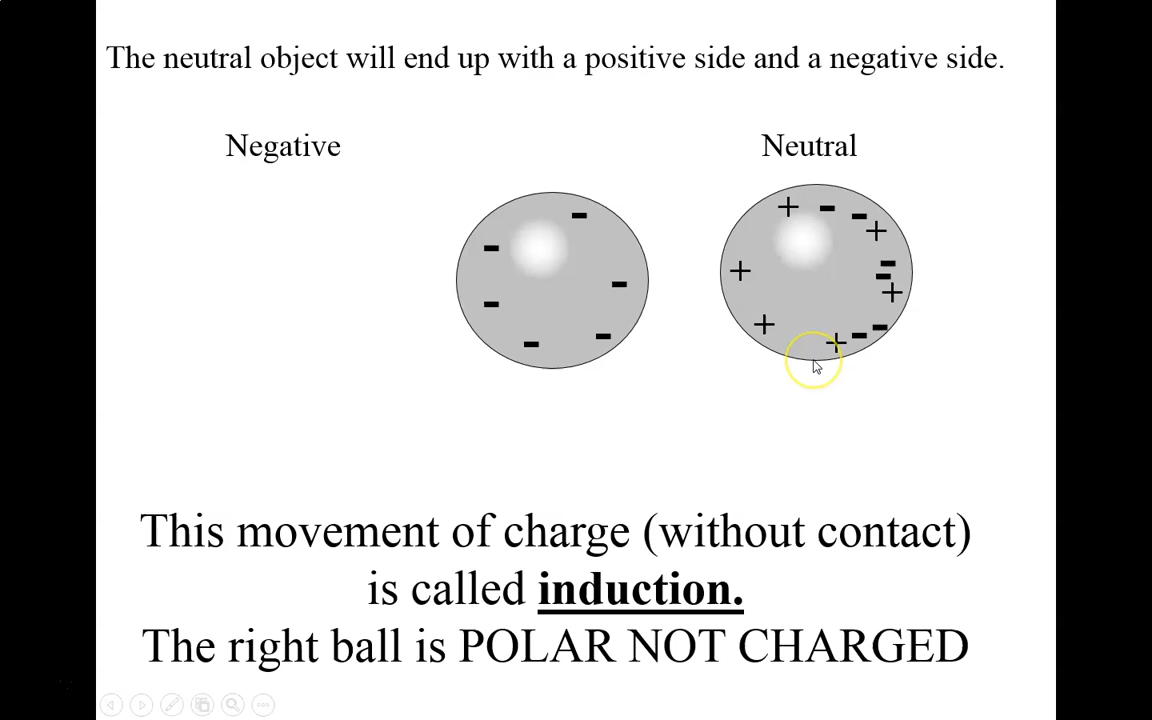 The neutral object will end up with a positive side and a negative side.
Negative
Neutral
This movement of charge (without contact)
is called induction.
The right ball is POLAR NOT CHARGED